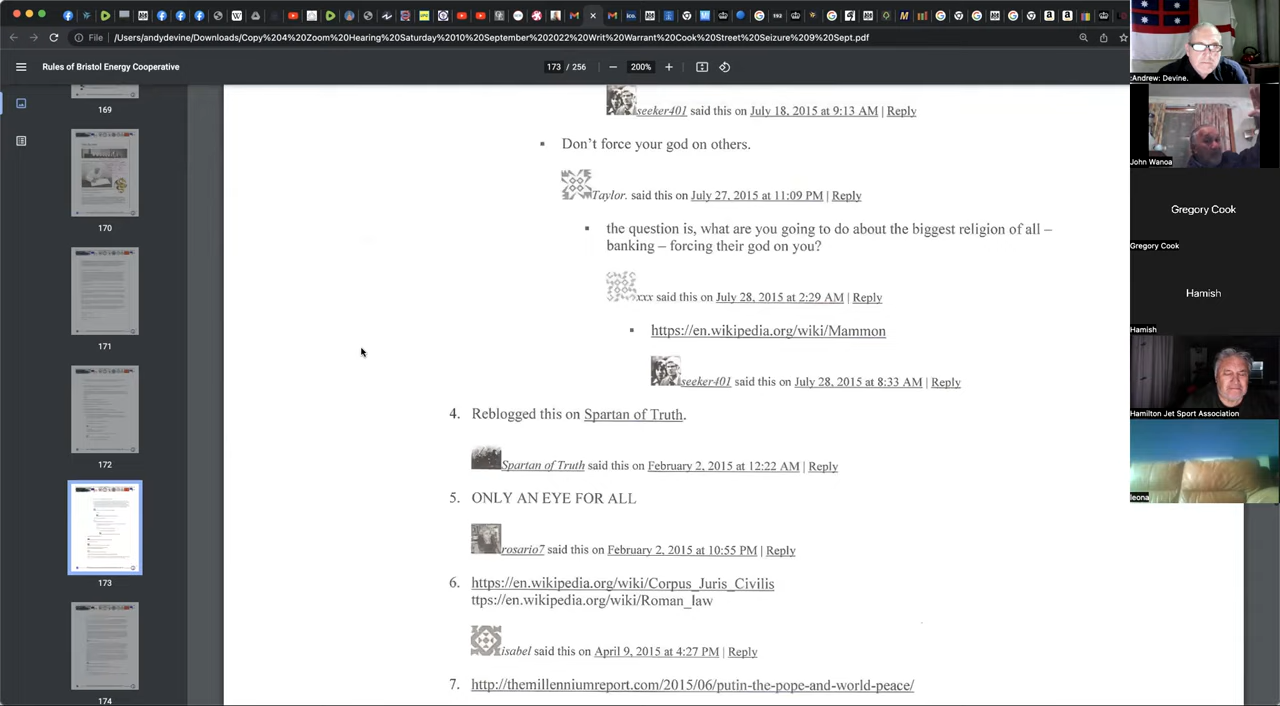 File
/Users/andydevine/Downloads/Copy%204%20Zoom%20Hearing%20Saturday%2010%20Sept%202022%20Writ%20Warrant%20Cook%20Street%20Seizure%209%20Sept.pdf
Rules of Bristol Energy Cooperative
173 / 256
200%
169
170
171
172
173
174
seeker401 said this on July 18, 2015 at 9:13 AM | Reply
▪ Don’t force your god on others.
Taylor. said this on July 27, 2015 at 11:09 PM | Reply
▪ the question is, what are you going to do about the biggest religion of all –
banking – forcing their god on you?
xxx said this on July 28, 2015 at 2:29 AM | Reply
▪ https://en.wikipedia.org/wiki/Mammon
seeker401 said this on July 28, 2015 at 8:33 AM | Reply
4. Reblogged this on Spartan of Truth.
Spartan of Truth said this on February 2, 2015 at 12:22 AM | Reply
5. ONLY AN EYE FOR ALL
rosario7 said this on February 2, 2015 at 10:55 PM | Reply
6. https://en.wikipedia.org/wiki/Corpus_Juris_Civilis
ttps://en.wikipedia.org/wiki/Roman_law
isabel said this on April 9, 2015 at 4:27 PM | Reply
7. http://themillenniumreport.com/2015/06/putin-the-pope-and-world-peace/
:Andrew: Devine.
John Wanoa
Gregory Cook
Gregory Cook
Hamish
Hamish
Hamilton Jet Sport Association
leona